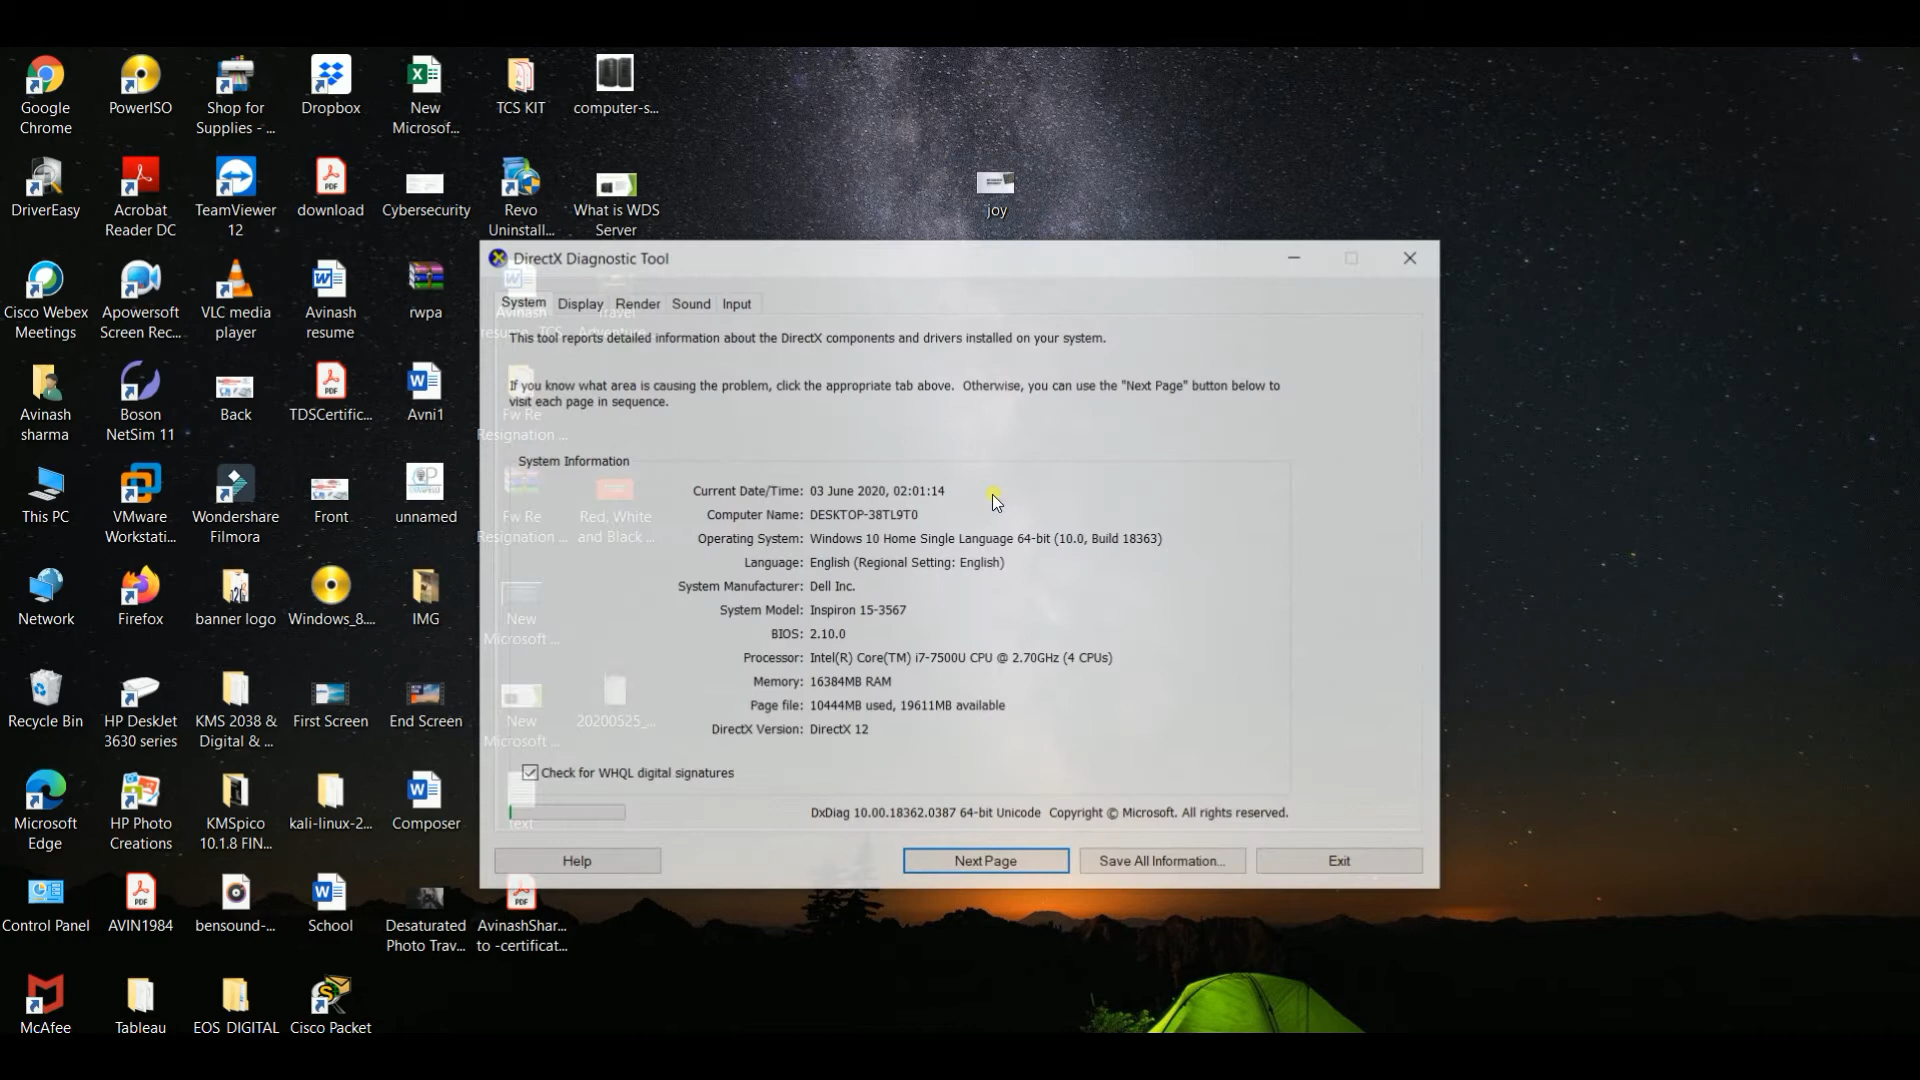 Google
Chrome
PowerISO
Shop for
Supplies - ...
Dropbox
New
Microsof...
TCS KIT
computer-s...
DriverEasy
Acrobat
Reader DC
TeamViewer
12
download
Cybersecurity
Revo
Uninstall...
What is WDS
Server
joy
Cisco Webex
Meetings
Apowersoft
Screen Rec...
VLC media
player
Avinash
resume
rwpa
Avinash
resume_TCS
Travel
Adventure
Avinash
sharma
Boson
NetSim 11
Back
TDSCertific...
Avni1
Fw Re
Resignation ...
This PC
VMware
Workstati...
Wondershare
Filmora
Front
unnamed
Fw Re
Resignation ...
Red, White
and Black ...
Network
Firefox
banner logo
Windows_8....
IMG
New
Microsoft ...
Recycle Bin
HP DeskJet
3630 series
KMS 2038 &
Digital & ...
First Screen
End Screen
New
Microsoft ...
20200525_...
Microsoft
Edge
HP Photo
Creations
KMSpico
10.1.8 FIN...
kali-linux-2...
Composer
text
Control Panel
AVIN1984
bensound-...
School
Desaturated
Photo Trav...
AvinashShar...
to -certificat...
McAfee
Tableau
EOS DIGITAL
Cisco Packet
DirectX Diagnostic Tool
System Display Render Sound Input
This tool reports detailed information about the DirectX components and drivers installed on your system.
If you know what area is causing the problem, click the appropriate tab above.  Otherwise, you can use the "Next Page" button below to
visit each page in sequence.
System Information
Current Date/Time: 03 June 2020, 02:01:14
Computer Name: DESKTOP-38TL9T0
Operating System: Windows 10 Home Single Language 64-bit (10.0, Build 18363)
Language: English (Regional Setting: English)
System Manufacturer: Dell Inc.
System Model: Inspiron 15-3567
BIOS: 2.10.0
Processor: Intel(R) Core(TM) i7-7500U CPU @ 2.70GHz (4 CPUs)
Memory: 16384MB RAM
Page file: 10444MB used, 19611MB available
DirectX Version: DirectX 12
Check for WHQL digital signatures
DxDiag 10.00.18362.0387 64-bit Unicode  Copyright © Microsoft. All rights reserved.
Help
Next Page
Save All Information...
Exit